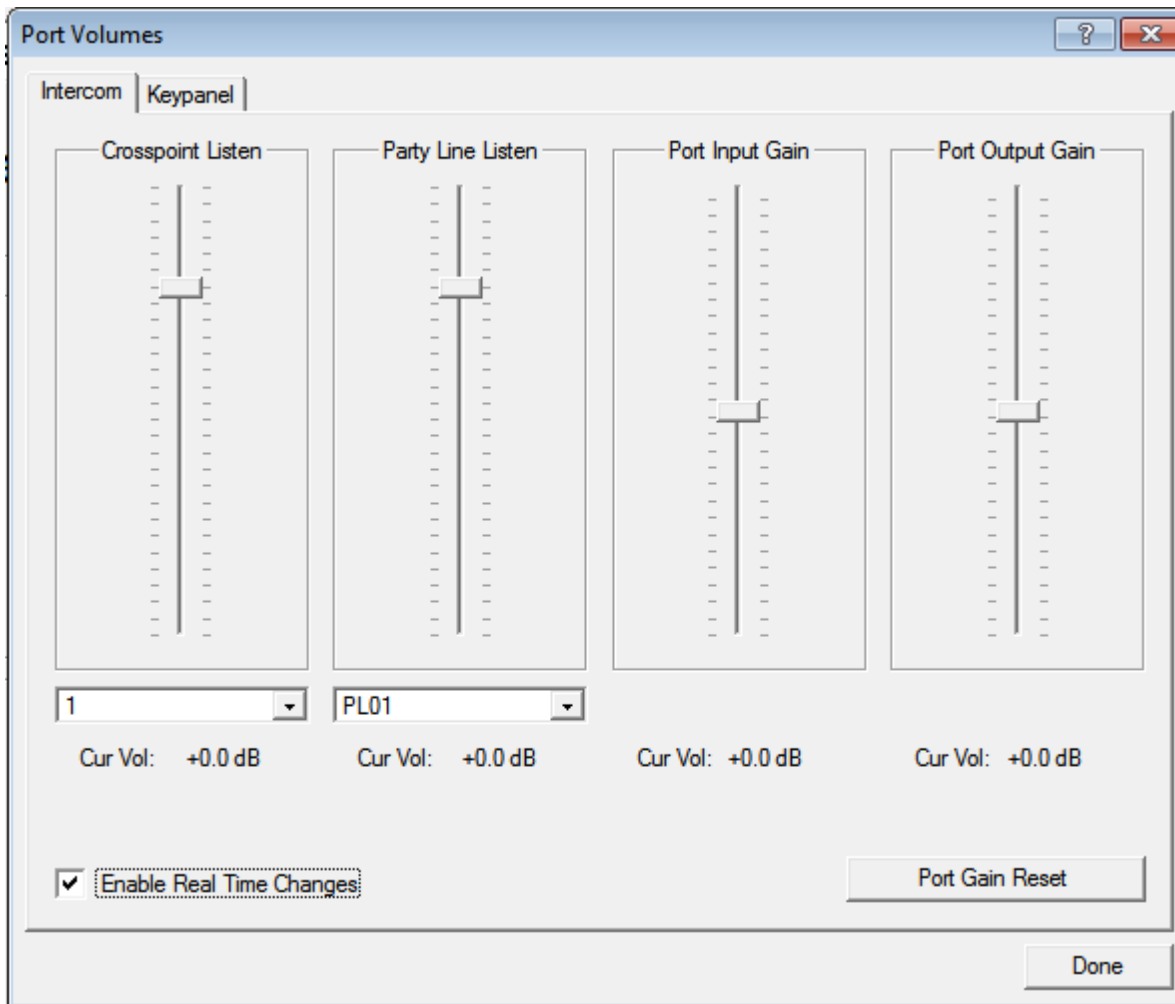 Port Volumes
Intercom
Keypanel
Crosspoint Listen
Party Line Listen
Port Input Gain
Port Output Gain
1
PL01
Cur Vol: +0.0 dB
Cur Vol: +0.0 dB
Cur Vol: +0.0 dB
Cur Vol: +0.0 dB
Enable Real Time Changes
Port Gain Reset
Done